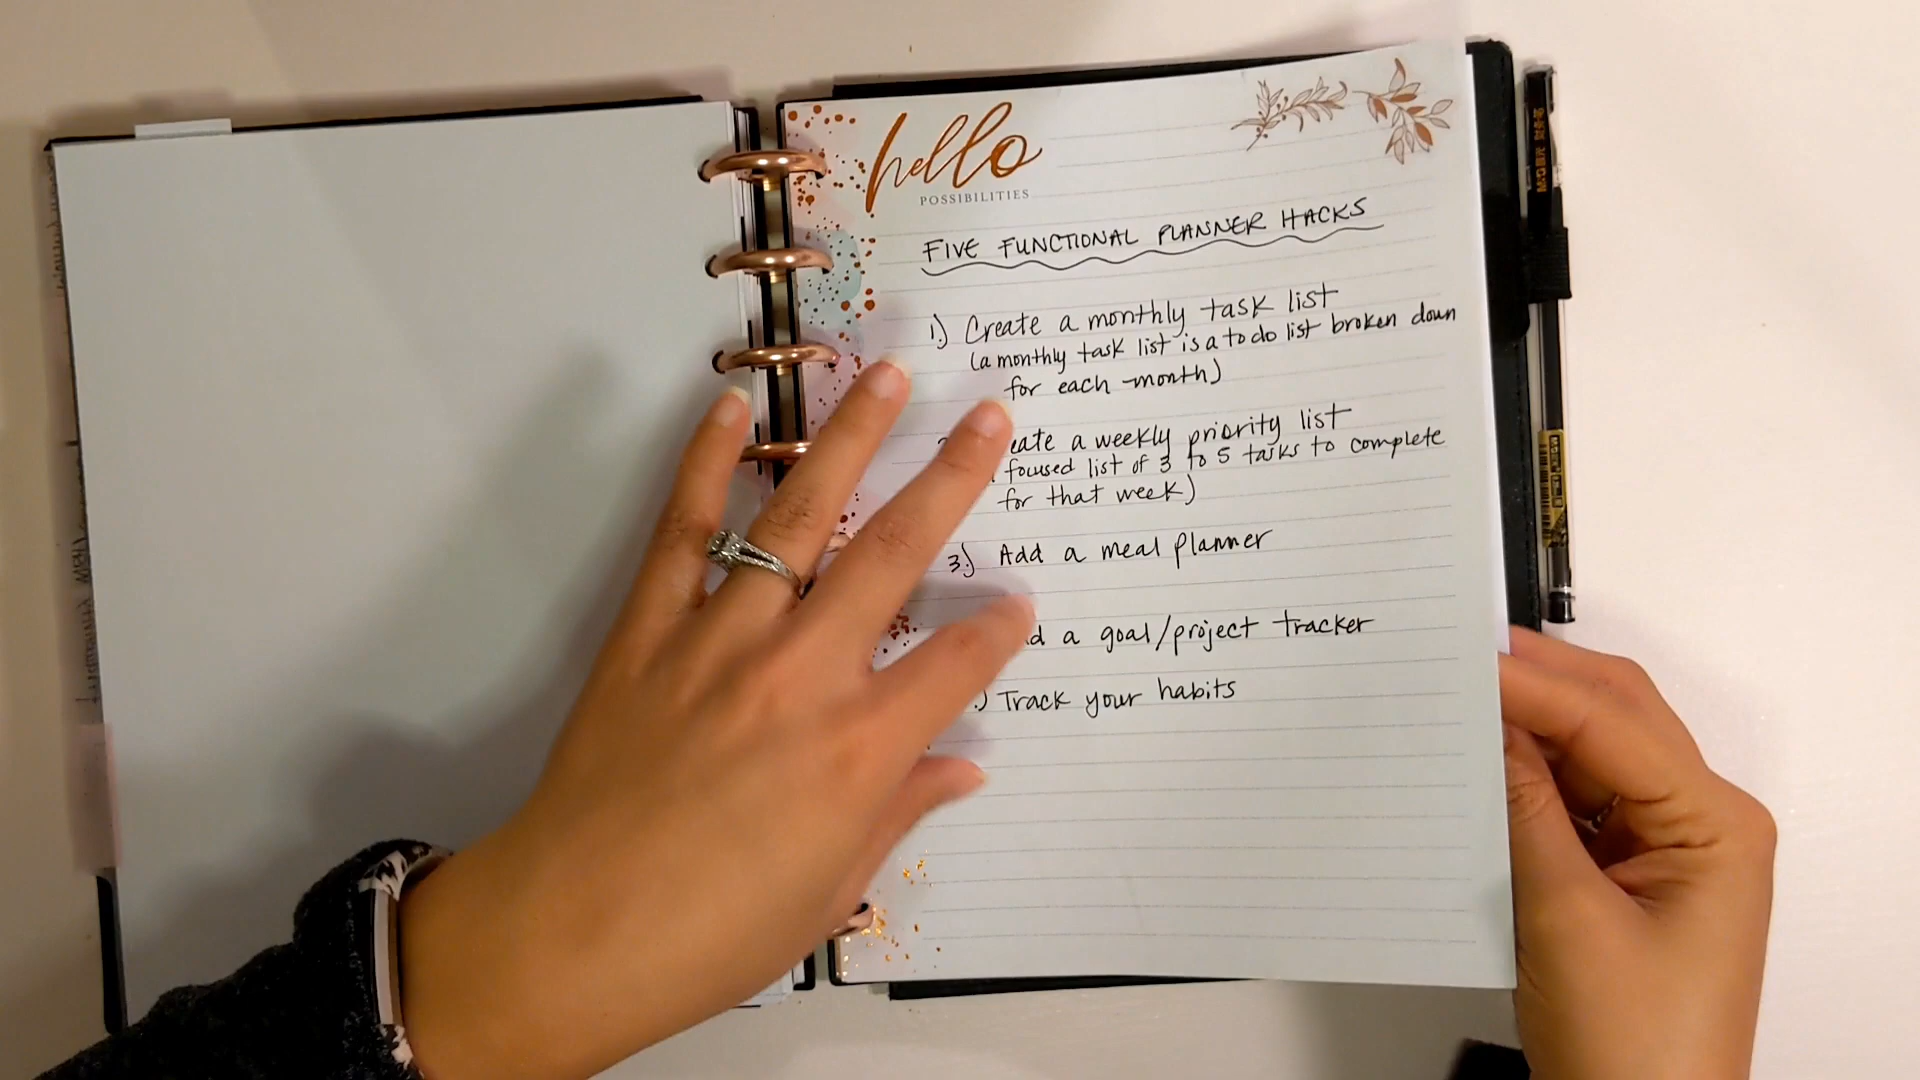 hello
POSSIBILITIES
FIVE FUNCTIONAL PLANNER HACKS
1.) Create a monthly task list
(a monthly task list is a to do list broken down
for each month)
eate a weekly priority list
focused list of 3 to 5 tasks to complete
for that week)
3.) Add a meal planner
d a goal/project tracker
.) Track your habits
M&G